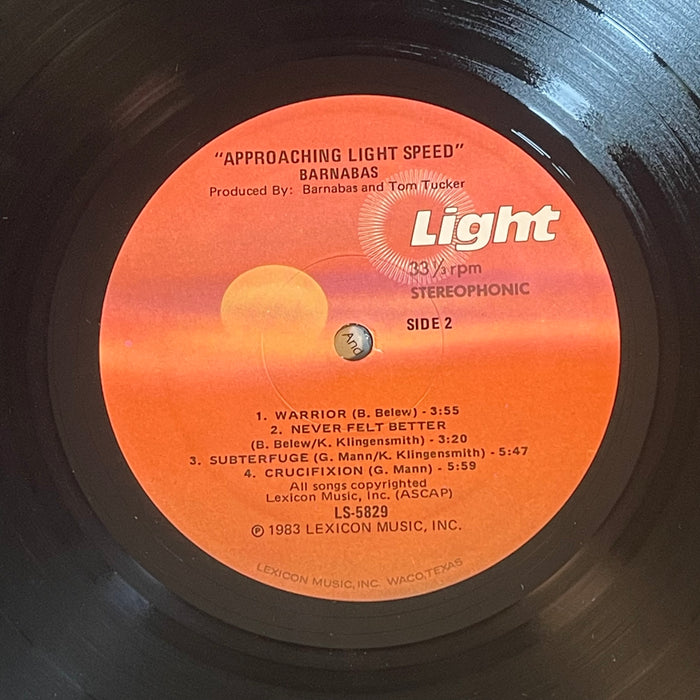 "APPROACHING LIGHT SPEED"
BARNABAS
Produced By: Barnabas and Tom Tucker
Light
33⅓ rpm
STEREOPHONIC
SIDE 2
And
1. WARRIOR (B. Belew) - 3:55
2. NEVER FELT BETTER
(B. Belew/K. Klingensmith) - 3:20
3. SUBTERFUGE (G. Mann/K. Klingensmith) - 5:47
4. CRUCIFIXION (G. Mann) - 5:59
All songs copyrighted
Lexicon Music, Inc. (ASCAP)
LS-5829
℗ 1983 LEXICON MUSIC, INC.
LEXICON MUSIC, INC. WACO, TEXAS